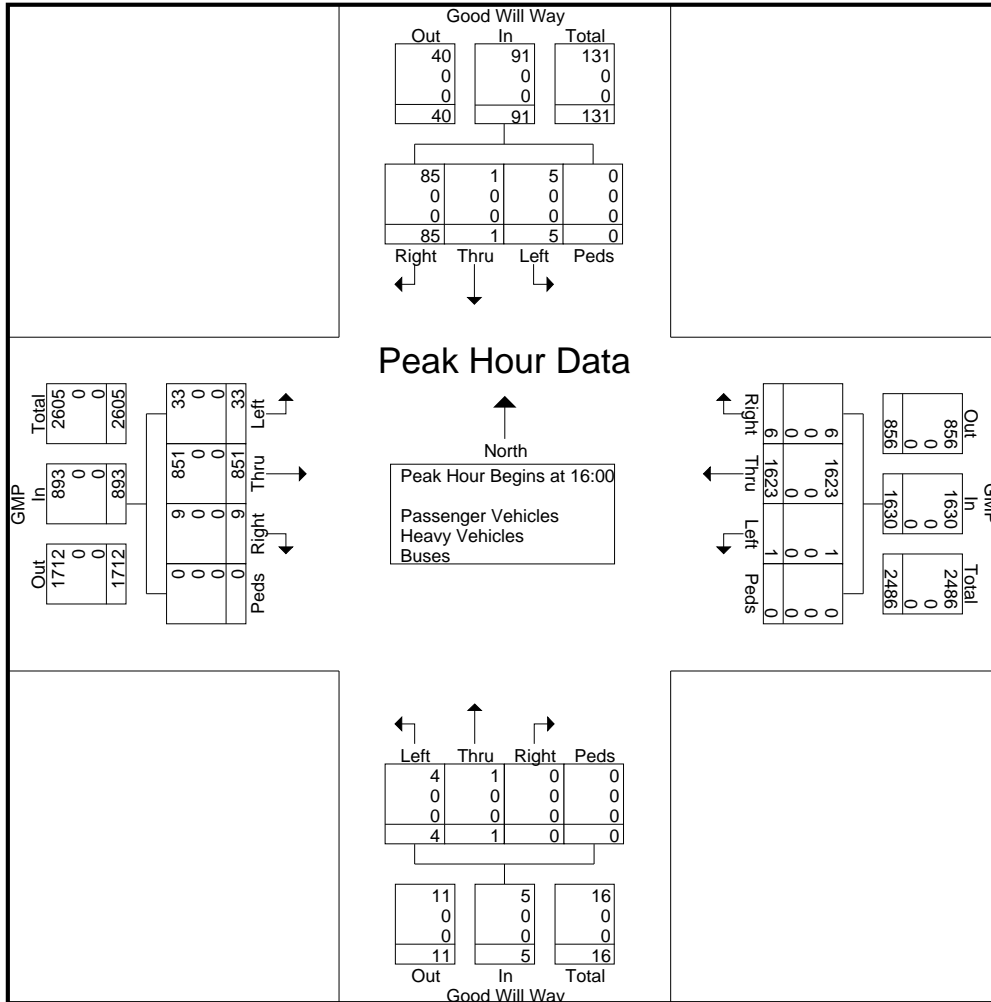 Good Will Way
Out In Total
40 91 131
0 0 0
0 0 0
40 91 131
85 1 5 0
0 0 0 0
0 0 0 0
85 1 5 0
Right Thru Left Peds
Peak Hour Data
North
Peak Hour Begins at 16:00
Passenger Vehicles
Heavy Vehicles
Buses
GMP
Out In Total
1712 893 2605
0 0 0
0 0 0
1712 893 2605
9 851 33
0 0 0 0
0 0 0 0
0 9 851 33
Peds Right Thru Left
GMP
Out In Total
856 1630 2486
0 0 0
0 0 0
856 1630 2486
6 1623 1 0
0 0 0 0
0 0 0 0
6 1623 1 0
Right Thru Left Peds
Left Thru Right Peds
4 1 0 0
0 0 0 0
0 0 0 0
4 1 0 0
11 5 16
0 0 0
0 0 0
11 5 16
Out In Total
Good Will Way